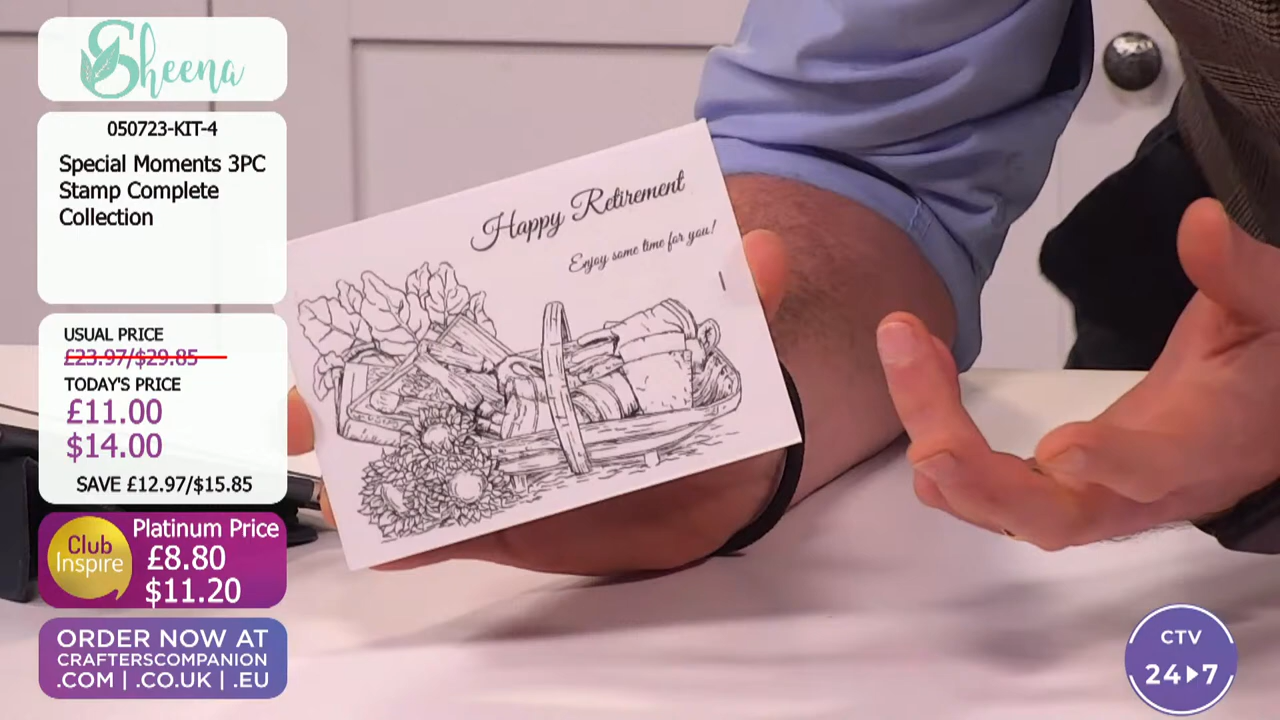 Sheena
050723-KIT-4
Special Moments 3PC
Stamp Complete
Collection
USUAL PRICE
£23.97/$29.85
TODAY'S PRICE
£11.00
$14.00
SAVE £12.97/$15.85
Club
Inspire
Platinum Price
£8.80
$11.20
ORDER NOW AT
CRAFTERSCOMPANION
.COM | .CO.UK | .EU
Happy Retirement
Enjoy some time for you!
CTV
24▶7